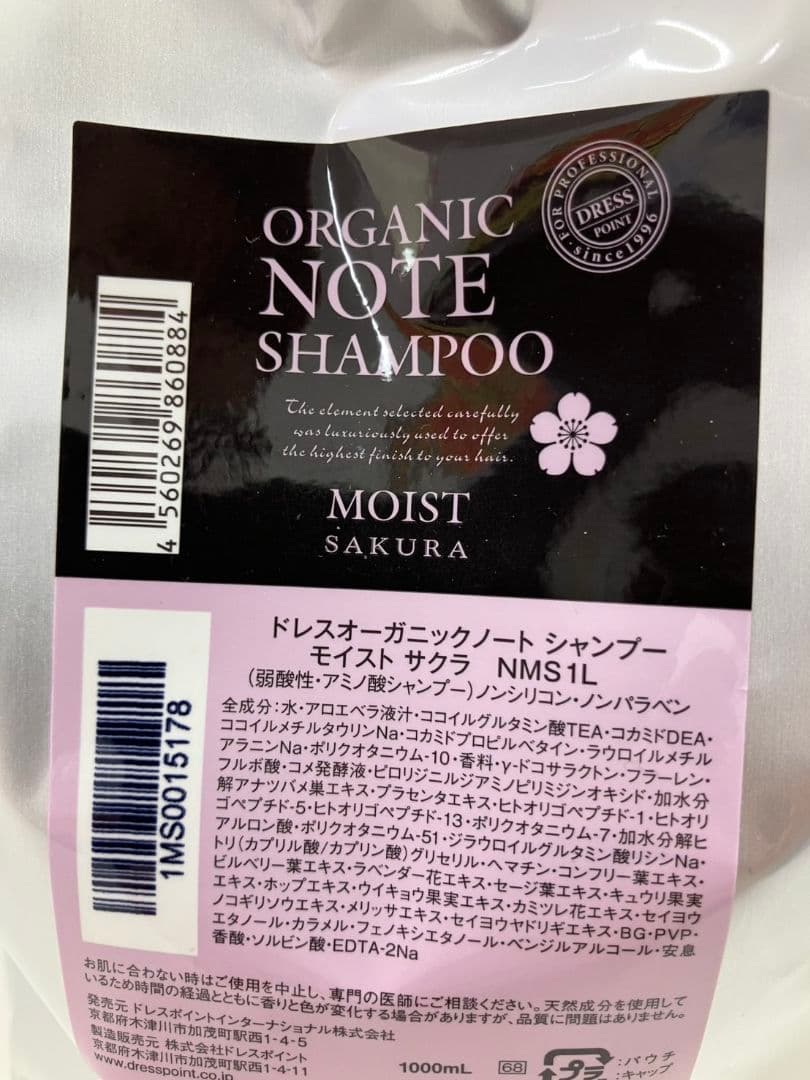 FOR PROFESSIONAL
DRESS
POINT
since1996
ORGANIC
NOTE
SHAMPOO
The element selected carefully
was luxuriously used to offer
the highest finish to your hair.
MOIST
SAKURA
4 560269 860884
1MS0015178
ドレスオーガニックノート シャンプー
モイスト サクラ NMS1L
(弱酸性・アミノ酸シャンプー)ノンシリコン・ノンパラベン
全成分:水・アロエベラ液汁・ココイルグルタミン酸TEA・コカミドDEA・
ココイルメチルタウリンNa・コカミドプロピルベタイン・ラウロイルメチル
アラニンNa・ポリクオタニウム-10・香料・γ-ドコサラクトン・フラーレン・
フルボ酸・コメ発酵液・ピロリジニルジアミノピリミジンオキシド・加水分
解アナツバメ巣エキス・プラセンタエキス・ヒトオリゴペプチド-1・ヒトオリ
ゴペプチド-5・ヒトオリゴペプチド-13・ポリクオタニウム-7・加水分解ヒ
アルロン酸・ポリクオタニウム-51・ジラウロイルグルタミン酸リシンNa・
トリ(カプリル酸/カプリン酸)グリセリル・ヘマチン・コンフリー葉エキス・
ビルベリー葉エキス・ラベンダー花エキス・セージ葉エキス・キュウリ果実
エキス・ホップエキス・ウイキョウ果実エキス・カミツレ花エキス・セイヨウ
ノコギリソウエキス・メリッサエキス・セイヨウヤドリギエキス・BG・PVP・
エタノール・カラメル・フェノキシエタノール・ベンジルアルコール・安息
香酸・ソルビン酸・EDTA-2Na
お肌に合わない時はご使用を中止し、専門の医師にご相談ください。天然成分を使用して
いるため時間の経過とともに香りと色が変化する場合がありますが、品質に問題はありません。
発売元 ドレスポイントインターナショナル株式会社
京都府木津川市加茂町駅西1-4-5
製造販売元 株式会社ドレスポイント
京都府木津川市加茂町駅西1-4-11
www.dresspoint.co.jp
1000mL
68
プラ
:パウチ
:キャップ